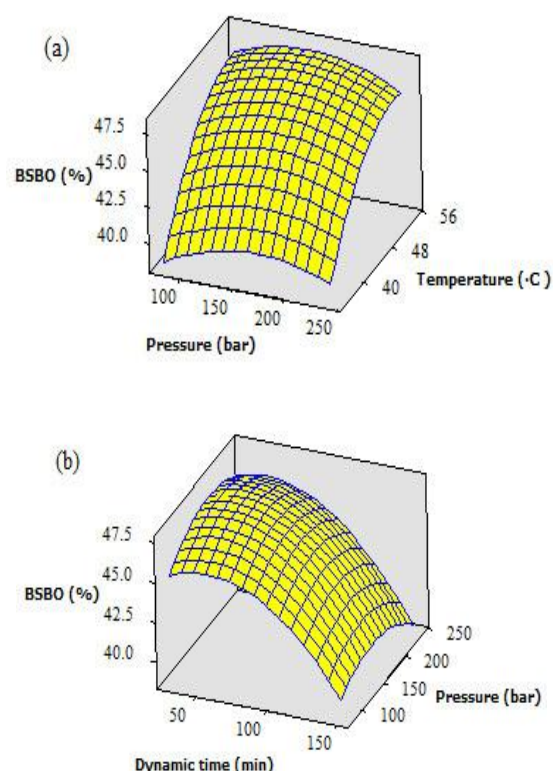 (a)
47.5
45.0
BSBO (%)
42.5
40.0
56
48
40
Temperature (·C )
100
150
200
250
Pressure (bar)
(b)
47.5
45.0
BSBO (%)
42.5
40.0
250
200
150
100
Pressure (bar)
50
100
150
Dynamic time (min)